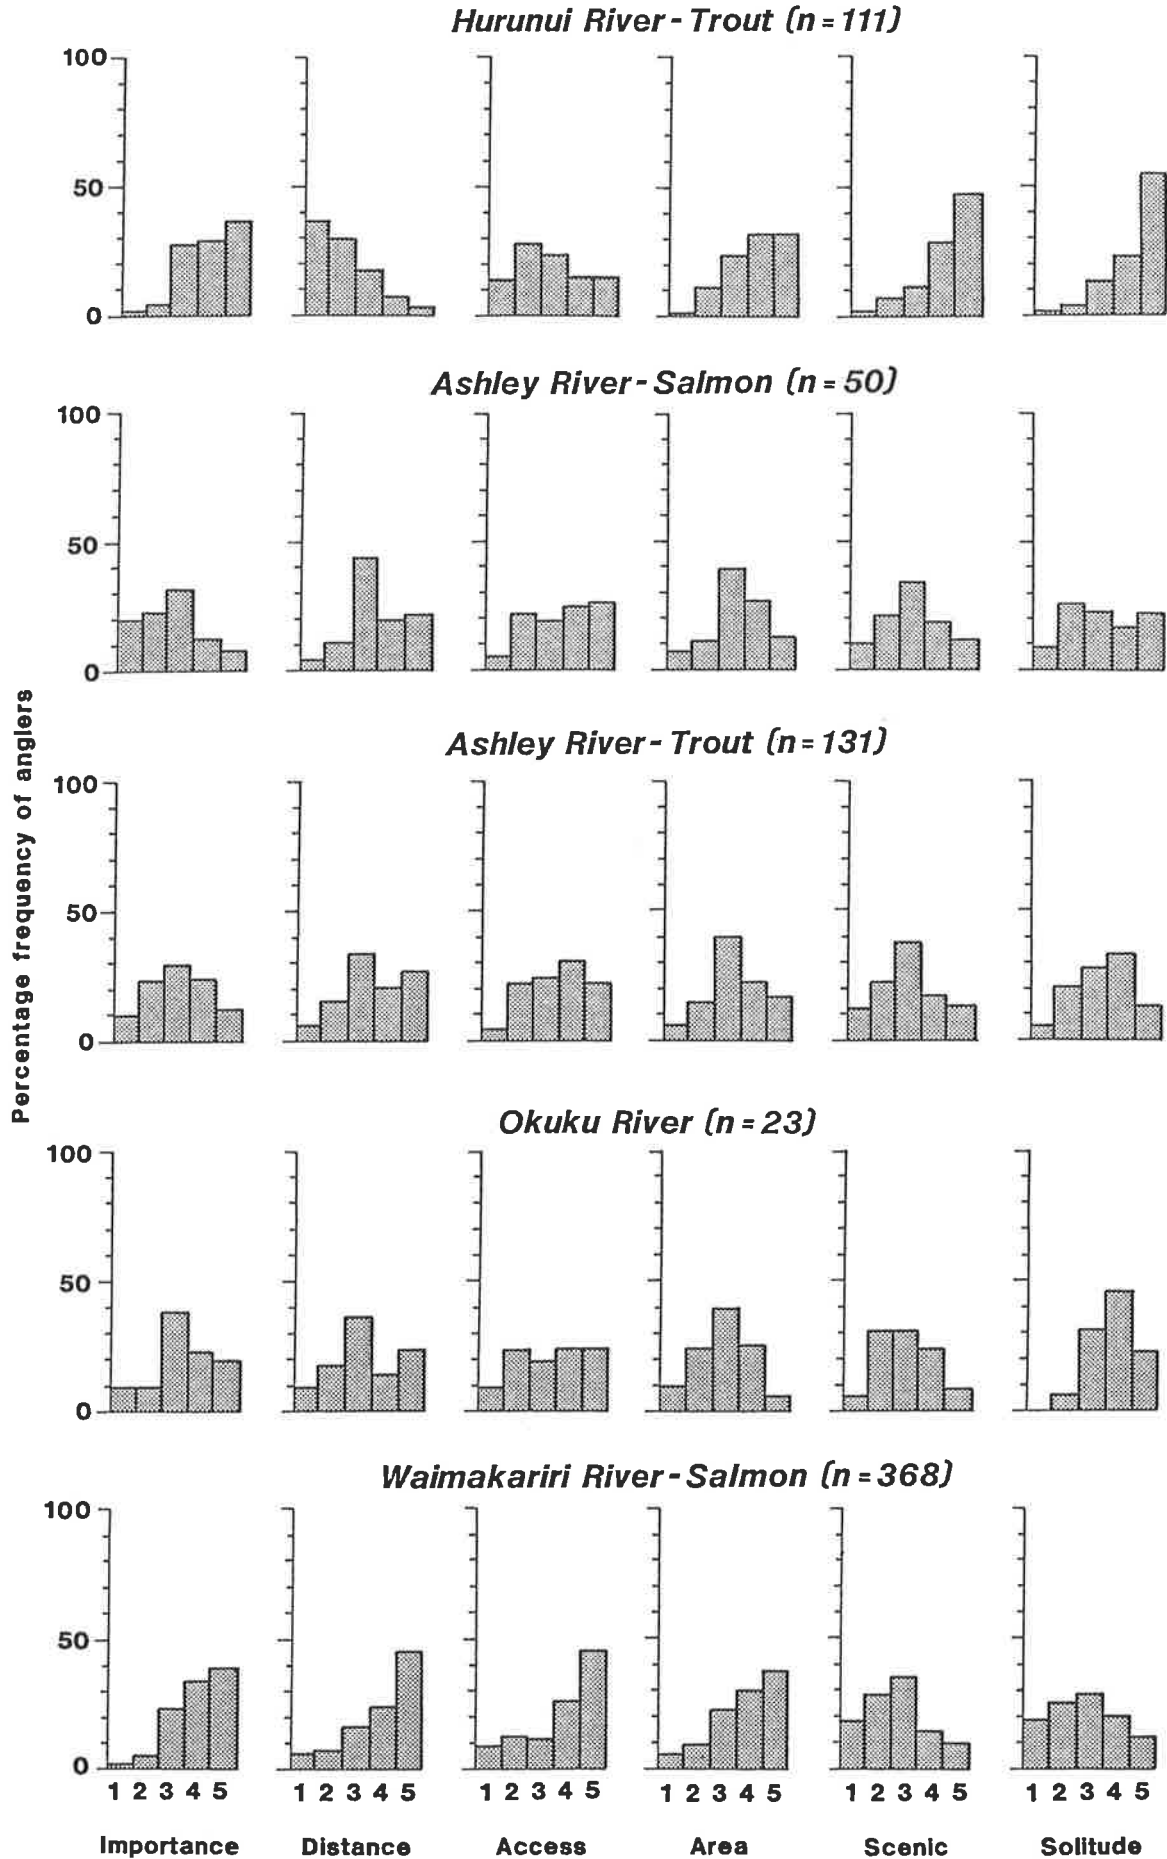 Hurunui River - Trout (n = 111)
100
50
0
Ashley River - Salmon (n = 50)
100
50
0
Ashley River - Trout (n = 131)
100
50
0
Percentage frequency of anglers
Okuku River (n = 23)
100
50
0
Waimakariri River - Salmon (n = 368)
100
50
0
1 2 3 4 5 1 2 3 4 5 1 2 3 4 5 1 2 3 4 5 1 2 3 4 5 1 2 3 4 5
Importance Distance Access Area Scenic Solitude